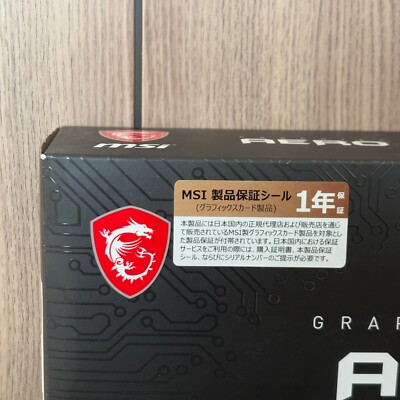 msi
AERO
MSI 製品保証シール
(グラフィックスカード製品)
1年保証
本製品には日本国内の正規代理店および販売店を通じ
て販売されているMSI製グラフィックスカード製品を対象とし
た製品保証が付帯されています。日本国内における保証
サービスをご利用の際には、購入証明書、本製品保証
シール、ならびにシリアルナンバーのご提示が必要です。
GRAP
A